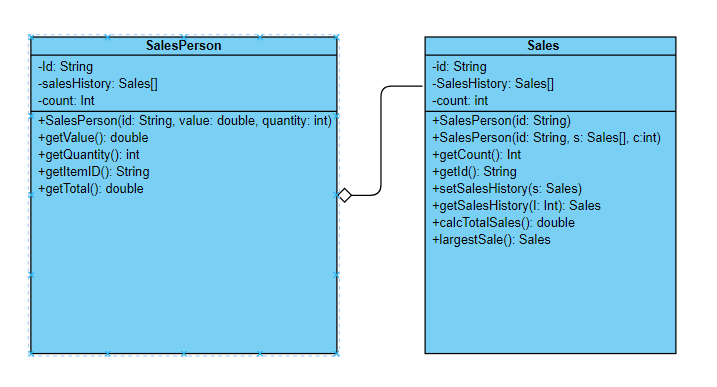 SalesPerson
-Id: String
-salesHistory: Sales[]
-count: Int
+SalesPerson(id: String, value: double, quantity: int)
+getValue(): double
+getQuantity(): int
+getItemID(): String
+getTotal(): double
Sales
-id: String
-SalesHistory: Sales[]
-count: int
+SalesPerson(id: String)
+SalesPerson(id: String, s: Sales[], c:int)
+getCount(): Int
+getId(): String
+setSalesHistory(s: Sales)
+getSalesHistory(I: Int): Sales
+calcTotalSales(): double
+largestSale(): Sales